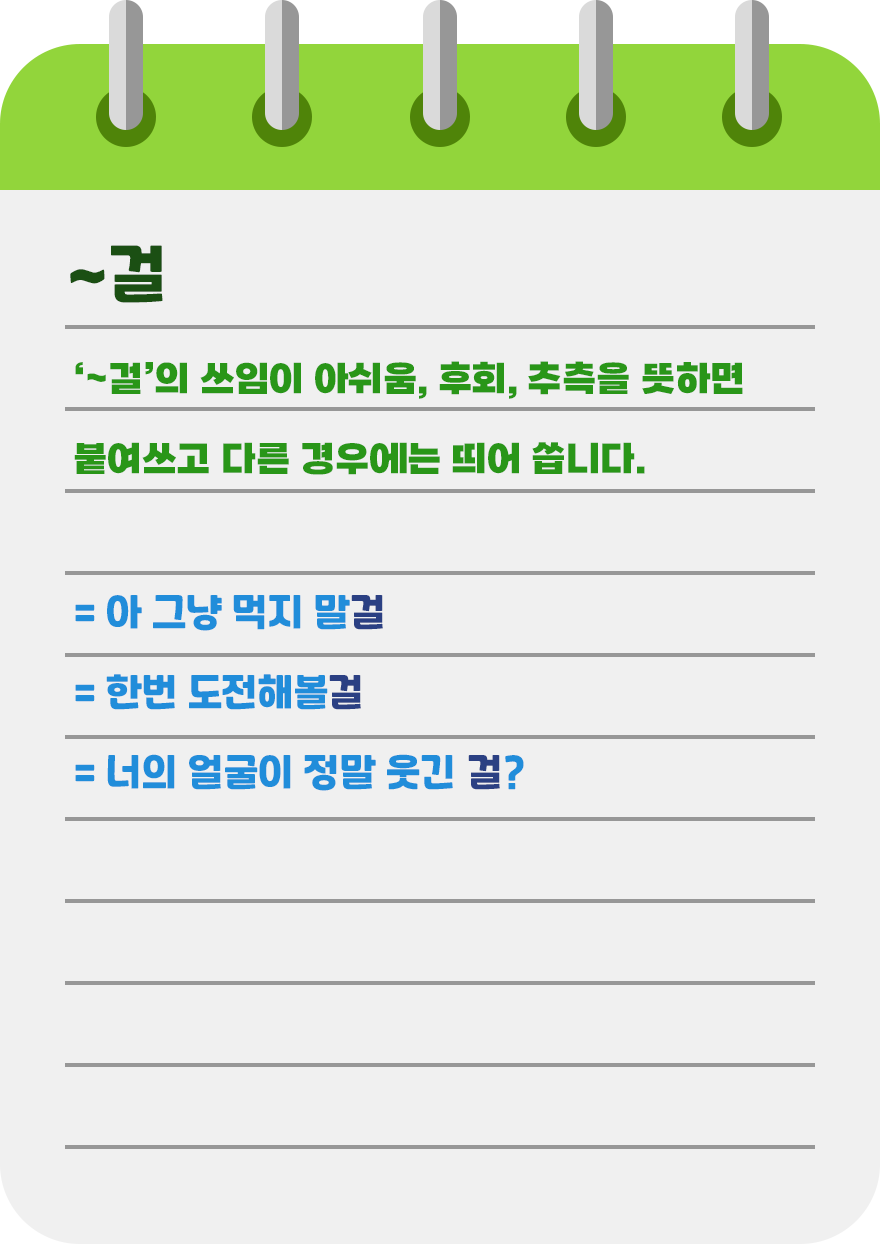 ~걸
‘~걸’의 쓰임이 아쉬움, 후회, 추측을 뜻하면
붙여쓰고 다른 경우에는 띄어 씁니다.
= 아 그냥 먹지 말걸
= 한번 도전해볼걸
= 너의 얼굴이 정말 웃긴 걸?